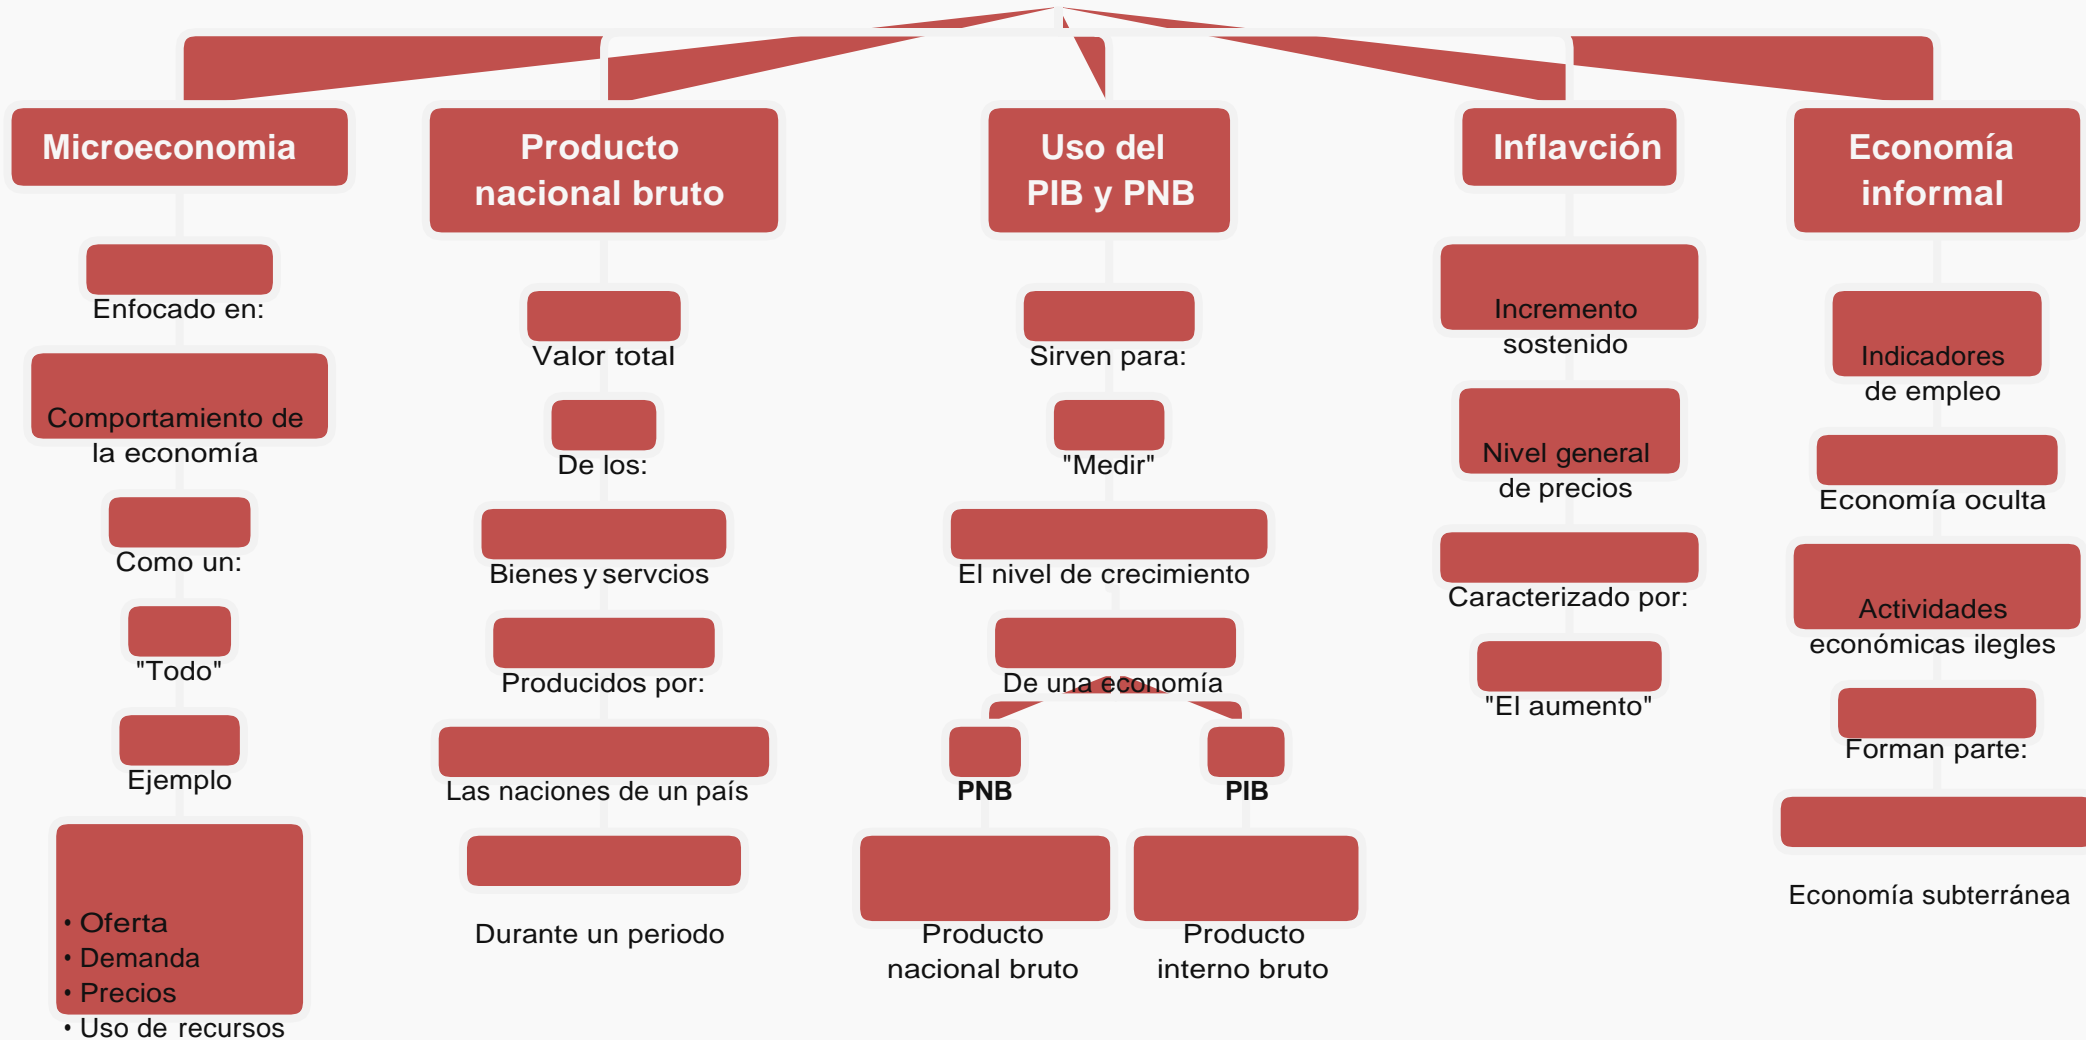 Microeconomia
Enfocado en:
Comportamiento de
la economía
Como un:
"Todo"
Ejemplo
• Oferta
• Demanda
• Precios
• Uso de recursos
Producto
nacional bruto
Valor total
De los:
Bienes y servcios
Producidos por:
Las naciones de un país
Durante un periodo
Uso del
PIB y PNB
Sirven para:
"Medir"
El nivel de crecimiento
De una economía
PNB
Producto
nacional bruto
PIB
Producto
interno bruto
Inflavción
Incremento
sostenido
Nivel general
de precios
Caracterizado por:
"El aumento"
Economía
informal
Indicadores
de empleo
Economía oculta
Actividades
económicas ilegles
Forman parte:
Economía subterránea